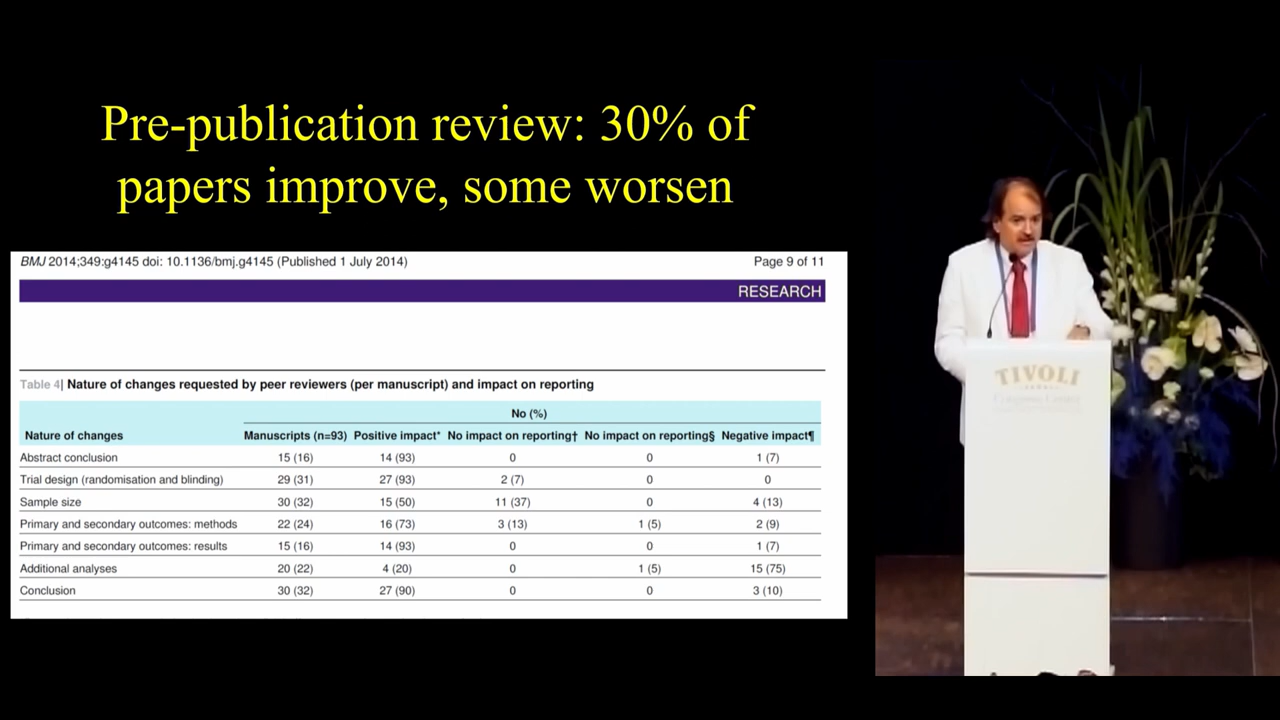 Pre-publication review: 30% of
papers improve, some worsen
BMJ 2014;349:g4145 doi: 10.1136/bmj.g4145 (Published 1 July 2014) Page 9 of 11
RESEARCH
Table 4| Nature of changes requested by peer reviewers (per manuscript) and impact on reporting
No (%)
Nature of changes Manuscripts (n=93) Positive impact* No impact on reporting† No impact on reporting§ Negative impact¶
Abstract conclusion 15 (16) 14 (93) 0 0 1 (7)
Trial design (randomisation and blinding) 29 (31) 27 (93) 2 (7) 0 0
Sample size 30 (32) 15 (50) 11 (37) 0 4 (13)
Primary and secondary outcomes: methods 22 (24) 16 (73) 3 (13) 1 (5) 2 (9)
Primary and secondary outcomes: results 15 (16) 14 (93) 0 0 1 (7)
Additional analyses 20 (22) 4 (20) 0 1 (5) 15 (75)
Conclusion 30 (32) 27 (90) 0 0 3 (10)
TIVOLI